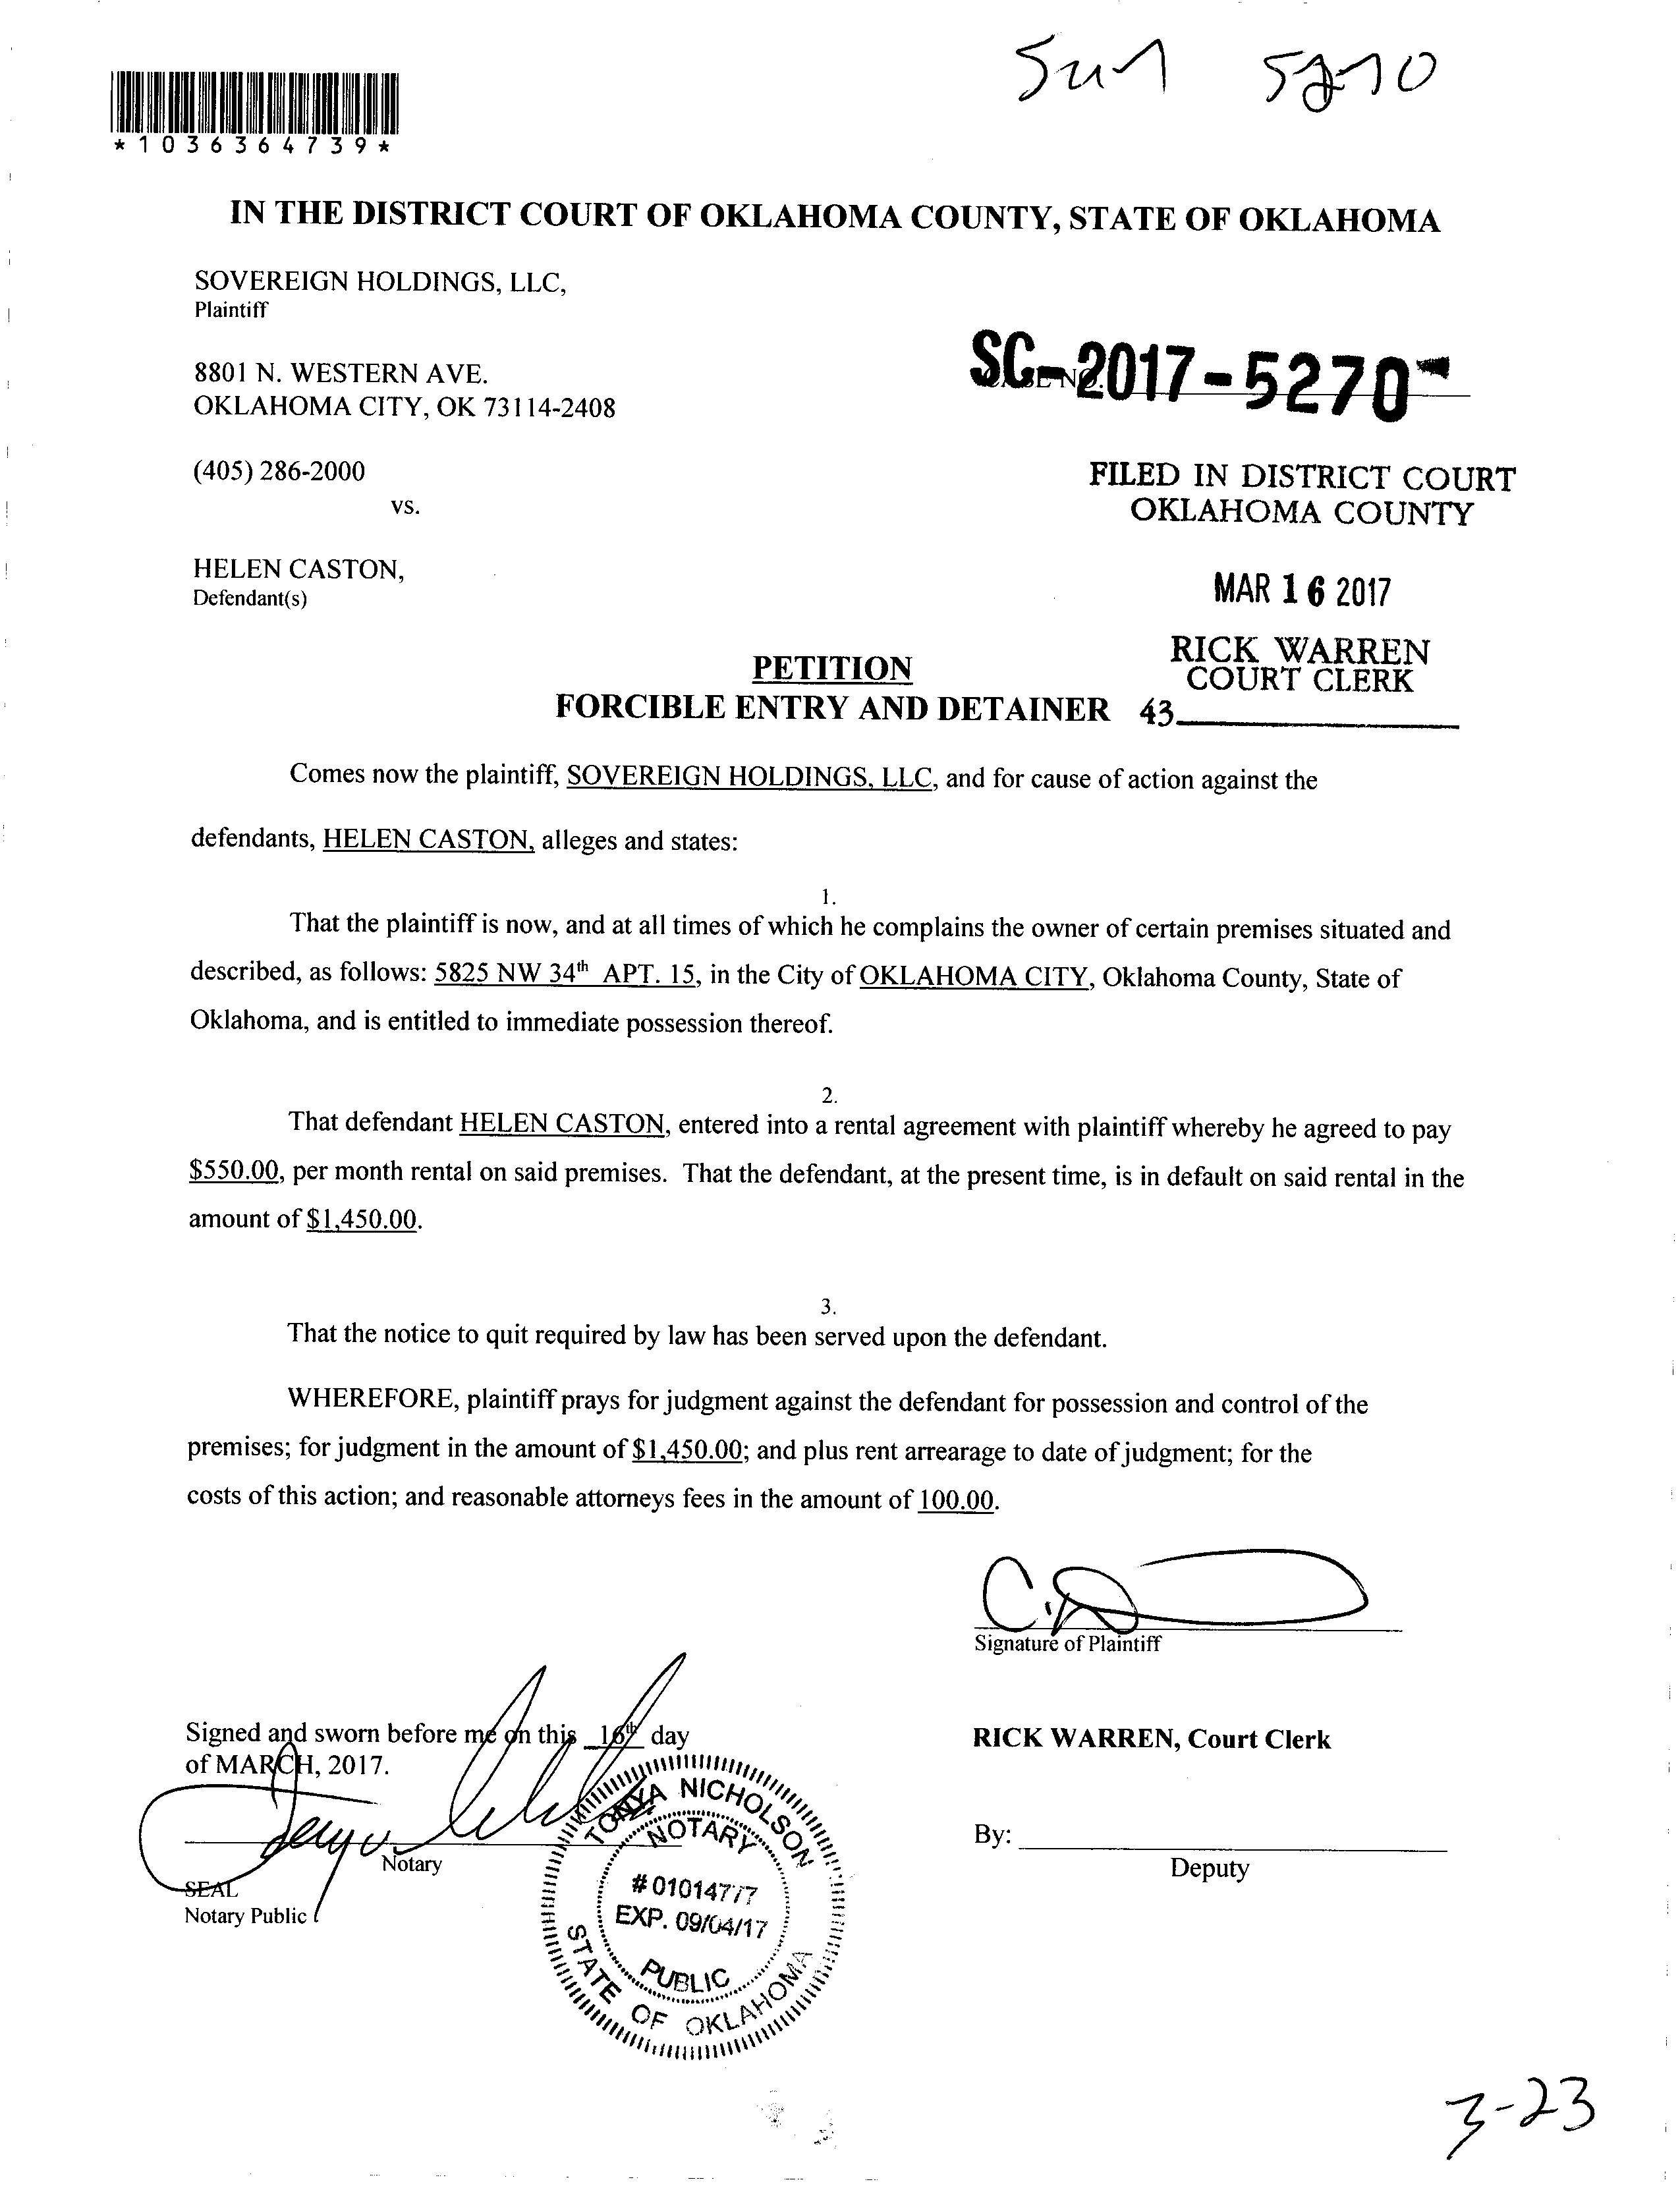 *1036364739*
IN THE DISTRICT COURT OF OKLAHOMA COUNTY, STATE OF OKLAHOMA
SOVEREIGN HOLDINGS, LLC,
Plaintiff
8801 N. WESTERN AVE.
OKLAHOMA CITY, OK 73114-2408
SC-2017-5270
(405) 286-2000
vs.
FILED IN DISTRICT COURT
OKLAHOMA COUNTY
HELEN CASTON,
Defendant(s)
MAR 16 2017
RICK WARREN
COURT CLERK
43
PETITION
FORCIBLE ENTRY AND DETAINER
Comes now the plaintiff, SOVEREIGN HOLDINGS, LLC, and for cause of action against the
defendants, HELEN CASTON, alleges and states:
1.
That the plaintiff is now, and at all times of which he complains the owner of certain premises situated and
described, as follows: 5825 NW 34th APT. 15, in the City of OKLAHOMA CITY, Oklahoma County, State of
Oklahoma, and is entitled to immediate possession thereof.
2.
That defendant HELEN CASTON, entered into a rental agreement with plaintiff whereby he agreed to pay
$550.00, per month rental on said premises. That the defendant, at the present time, is in default on said rental in the
amount of $1,450.00.
3.
That the notice to quit required by law has been served upon the defendant.
WHEREFORE, plaintiff prays for judgment against the defendant for possession and control of the
premises; for judgment in the amount of $1,450.00; and plus rent arrearage to date of judgment; for the
costs of this action; and reasonable attorneys fees in the amount of 100.00.
Signature of Plaintiff
Signed and sworn before me on this 16th day
of MARCH, 2017.
RICK WARREN, Court Clerk
Notary
SEAL
Notary Public
By:
Deputy
TONYA NICHOLSON
NOTARY
#01014777
EXP. 09/04/17
PUBLIC
STATE OF OKLAHOMA
3-23